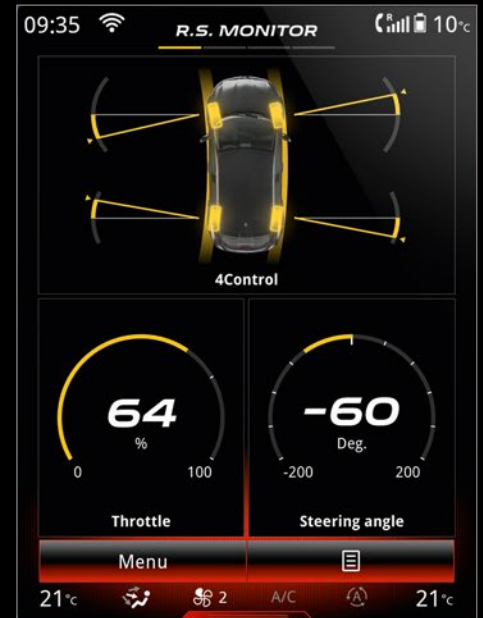 09:35 R.S. MONITOR R 10°C
4Control
64 -60
% Deg.
0 100 -200 200
Throttle Steering angle
Menu
21°C 2 A/C A 21°C